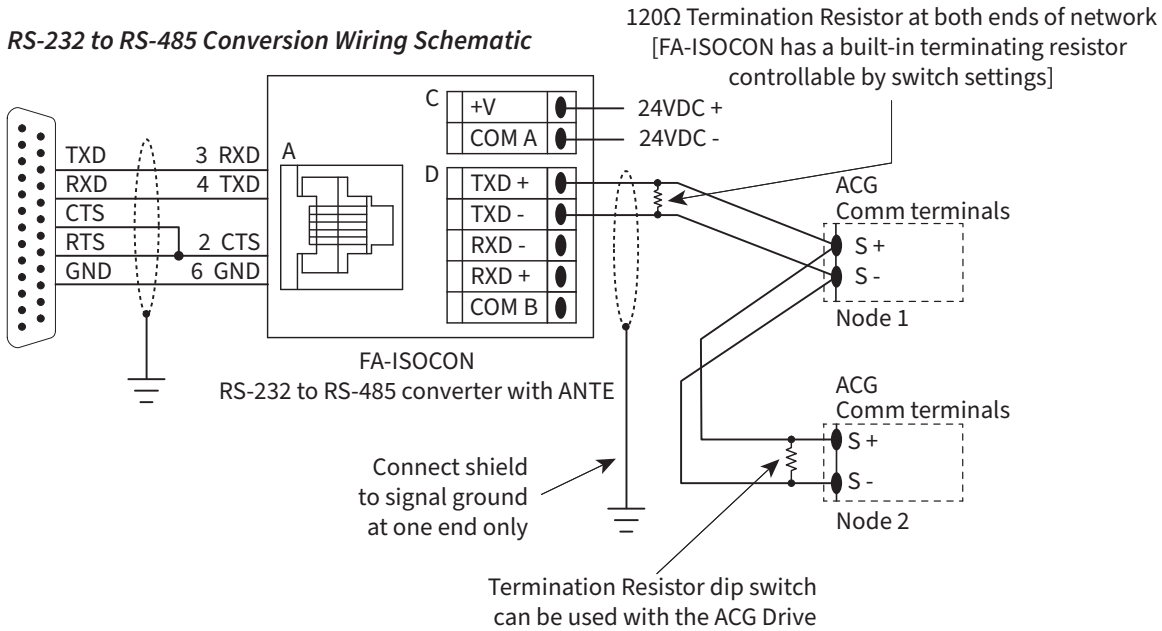 RS-232 to RS-485 Conversion Wiring Schematic
120Ω Termination Resistor at both ends of network
[FA-ISOCON has a built-in terminating resistor
controllable by switch settings]
TXD
RXD
CTS
RTS
GND
3 RXD
4 TXD
2 CTS
6 GND
A
C
+V
COM A
24VDC +
24VDC -
D
TXD +
TXD -
RXD -
RXD +
COM B
FA-ISOCON
RS-232 to RS-485 converter with ANTE
ACG
Comm terminals
S +
S -
Node 1
ACG
Comm terminals
S +
S -
Node 2
Connect shield
to signal ground
at one end only
Termination Resistor dip switch
can be used with the ACG Drive